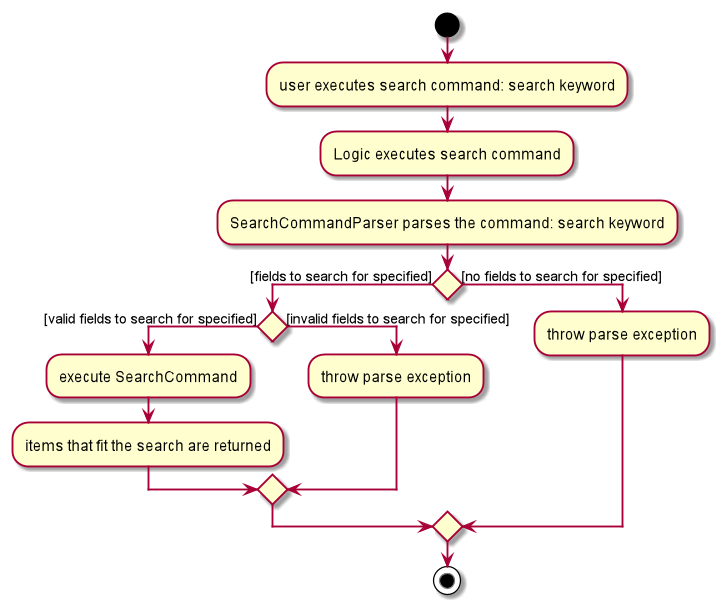 user executes search command: search keyword
Logic executes search command
SearchCommandParser parses the command: search keyword
[fields to search for specified]
[no fields to search for specified]
[valid fields to search for specified]
[invalid fields to search for specified]
throw parse exception
execute SearchCommand
throw parse exception
items that fit the search are returned